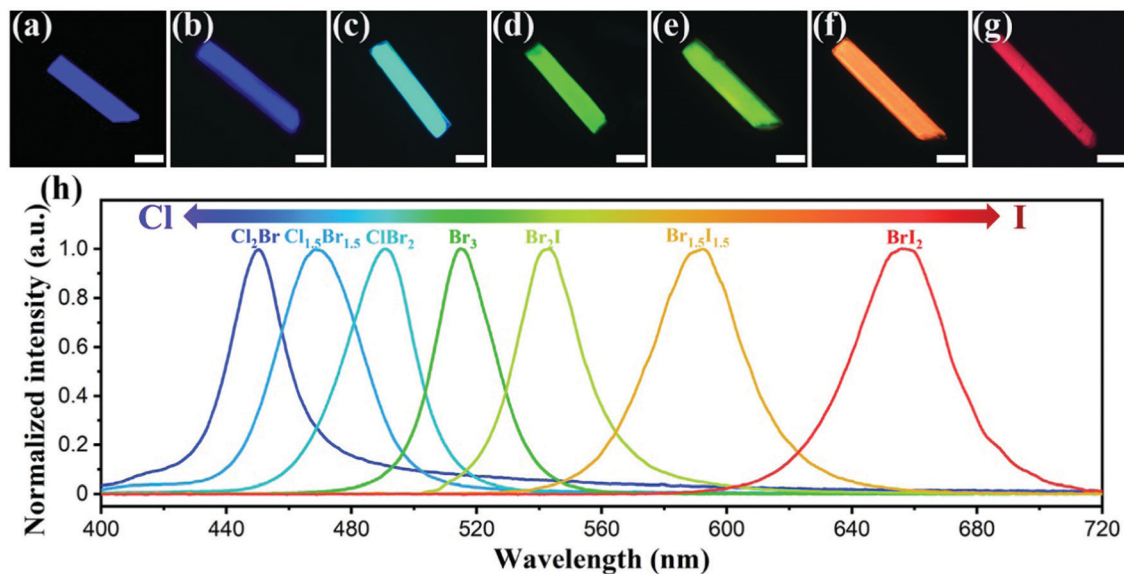 (a) (b) (c) (d) (e) (f) (g)
(h)
Cl I
Cl₂Br Cl₁.₅Br₁.₅ ClBr₂ Br₃ Br₂I Br₁.₅I₁.₅ BrI₂
Normalized intensity (a.u.)
1.0
0.8
0.6
0.4
0.2
0
400 440 480 520 560 600 640 680 720
Wavelength (nm)